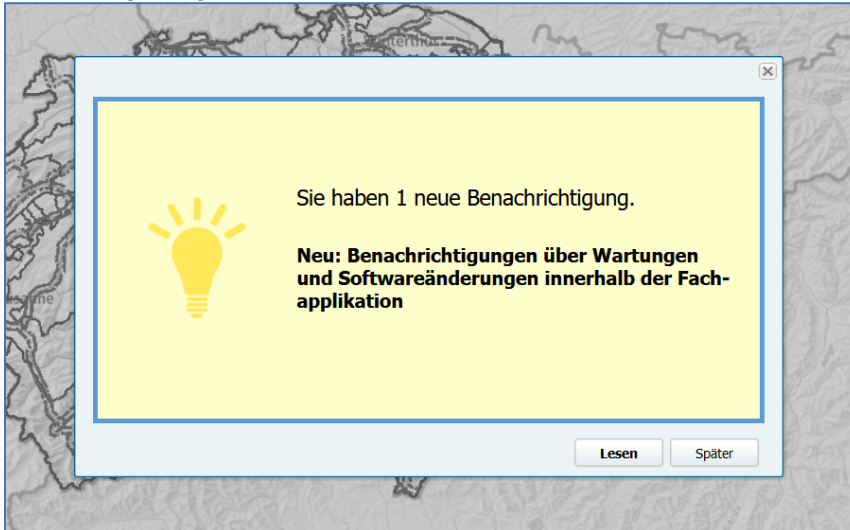 Sie haben 1 neue Benachrichtigung.
Neu: Benachrichtigungen über Wartungen
und Softwareänderungen innerhalb der Fach-
applikation
Lesen
Später